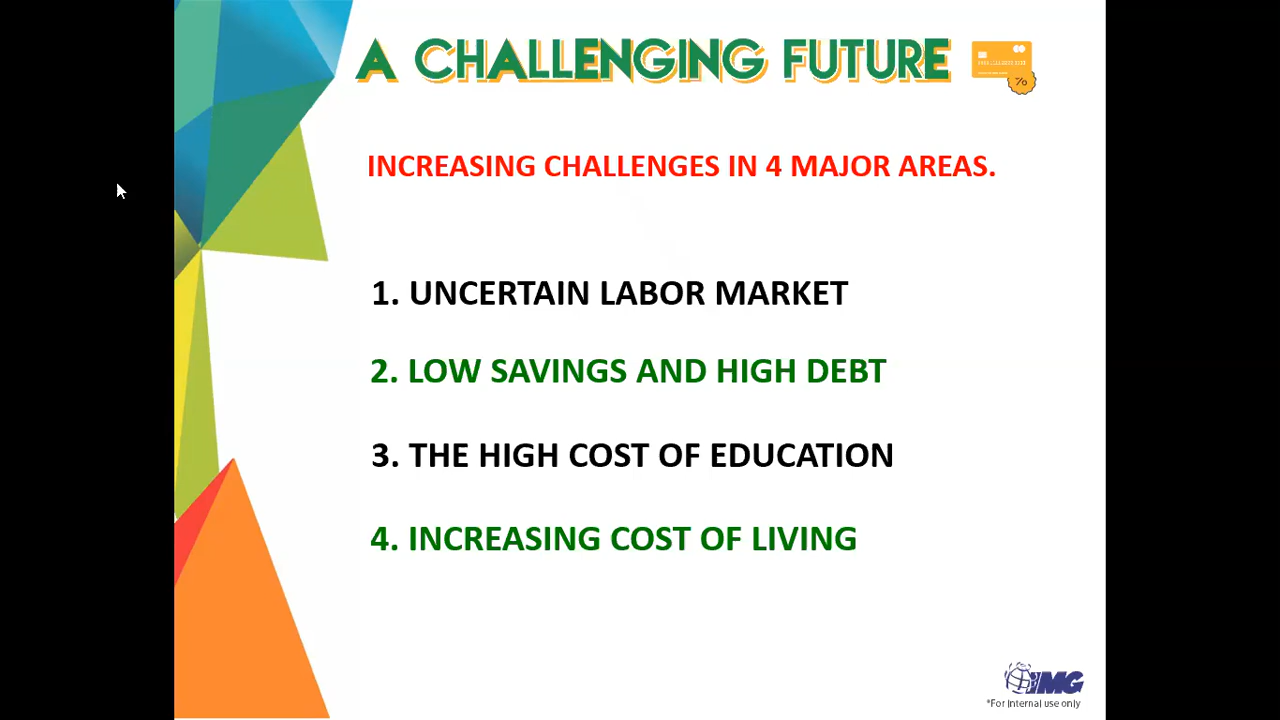 A CHALLENGING FUTURE
%
INCREASING CHALLENGES IN 4 MAJOR AREAS.
1. UNCERTAIN LABOR MARKET
2. LOW SAVINGS AND HIGH DEBT
3. THE HIGH COST OF EDUCATION
4. INCREASING COST OF LIVING
IMG
*For internal use only